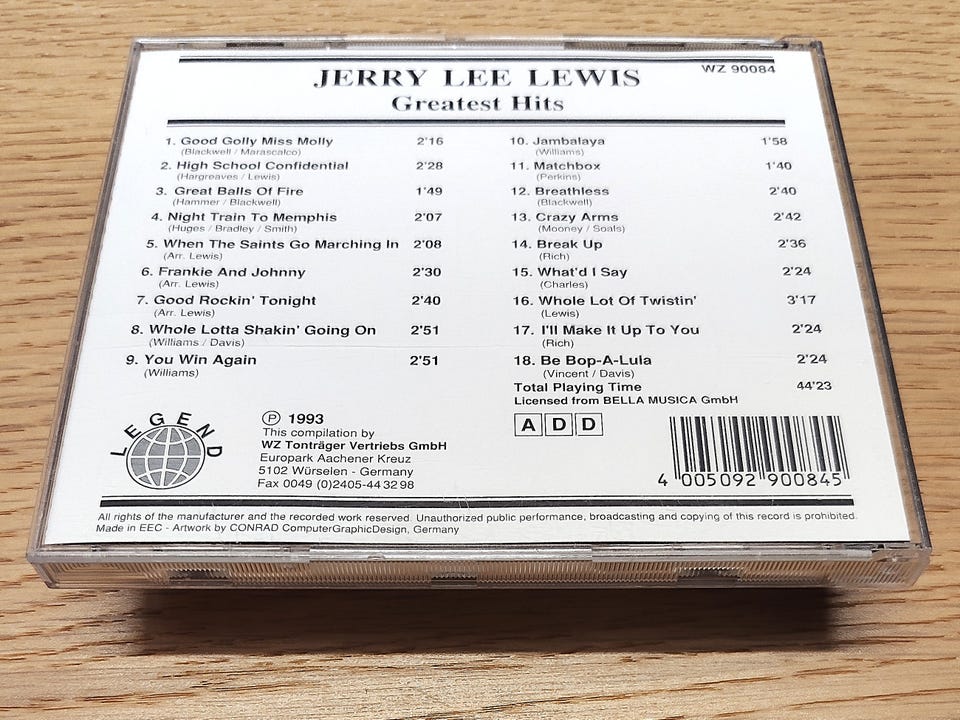 JERRY LEE LEWIS
WZ 90084
Greatest Hits
1. Good Golly Miss Molly 2'16
(Blackwell / Marascalco)
2. High School Confidential 2'28
(Hargreaves / Lewis)
3. Great Balls Of Fire 1'49
(Hammer / Blackwell)
4. Night Train To Memphis 2'07
(Huges / Bradley / Smith)
5. When The Saints Go Marching In 2'08
(Arr. Lewis)
6. Frankie And Johnny 2'30
(Arr. Lewis)
7. Good Rockin' Tonight 2'40
(Arr. Lewis)
8. Whole Lotta Shakin' Going On 2'51
(Williams / Davis)
9. You Win Again 2'51
(Williams)
10. Jambalaya 1'58
(Williams)
11. Matchbox 1'40
(Perkins)
12. Breathless 2'40
(Blackwell)
13. Crazy Arms 2'42
(Mooney / Soals)
14. Break Up 2'36
(Rich)
15. What'd I Say 2'24
(Charles)
16. Whole Lot Of Twistin' 3'17
(Lewis)
17. I'll Make It Up To You 2'24
(Rich)
18. Be Bop-A-Lula 2'24
(Vincent / Davis)
Total Playing Time 44'23
Licensed from BELLA MUSICA GmbH
LEGEND
Ⓟ 1993
This compilation by
WZ Tonträger Vertriebs GmbH
Europark Aachener Kreuz
5102 Würselen - Germany
Fax 0049 (0)2405-44 32 98
ADD
4 005092 900845
All rights of the manufacturer and the recorded work reserved. Unauthorized public performance, broadcasting and copying of this record is prohibited.
Made in EEC - Artwork by CONRAD ComputerGraphicDesign, Germany